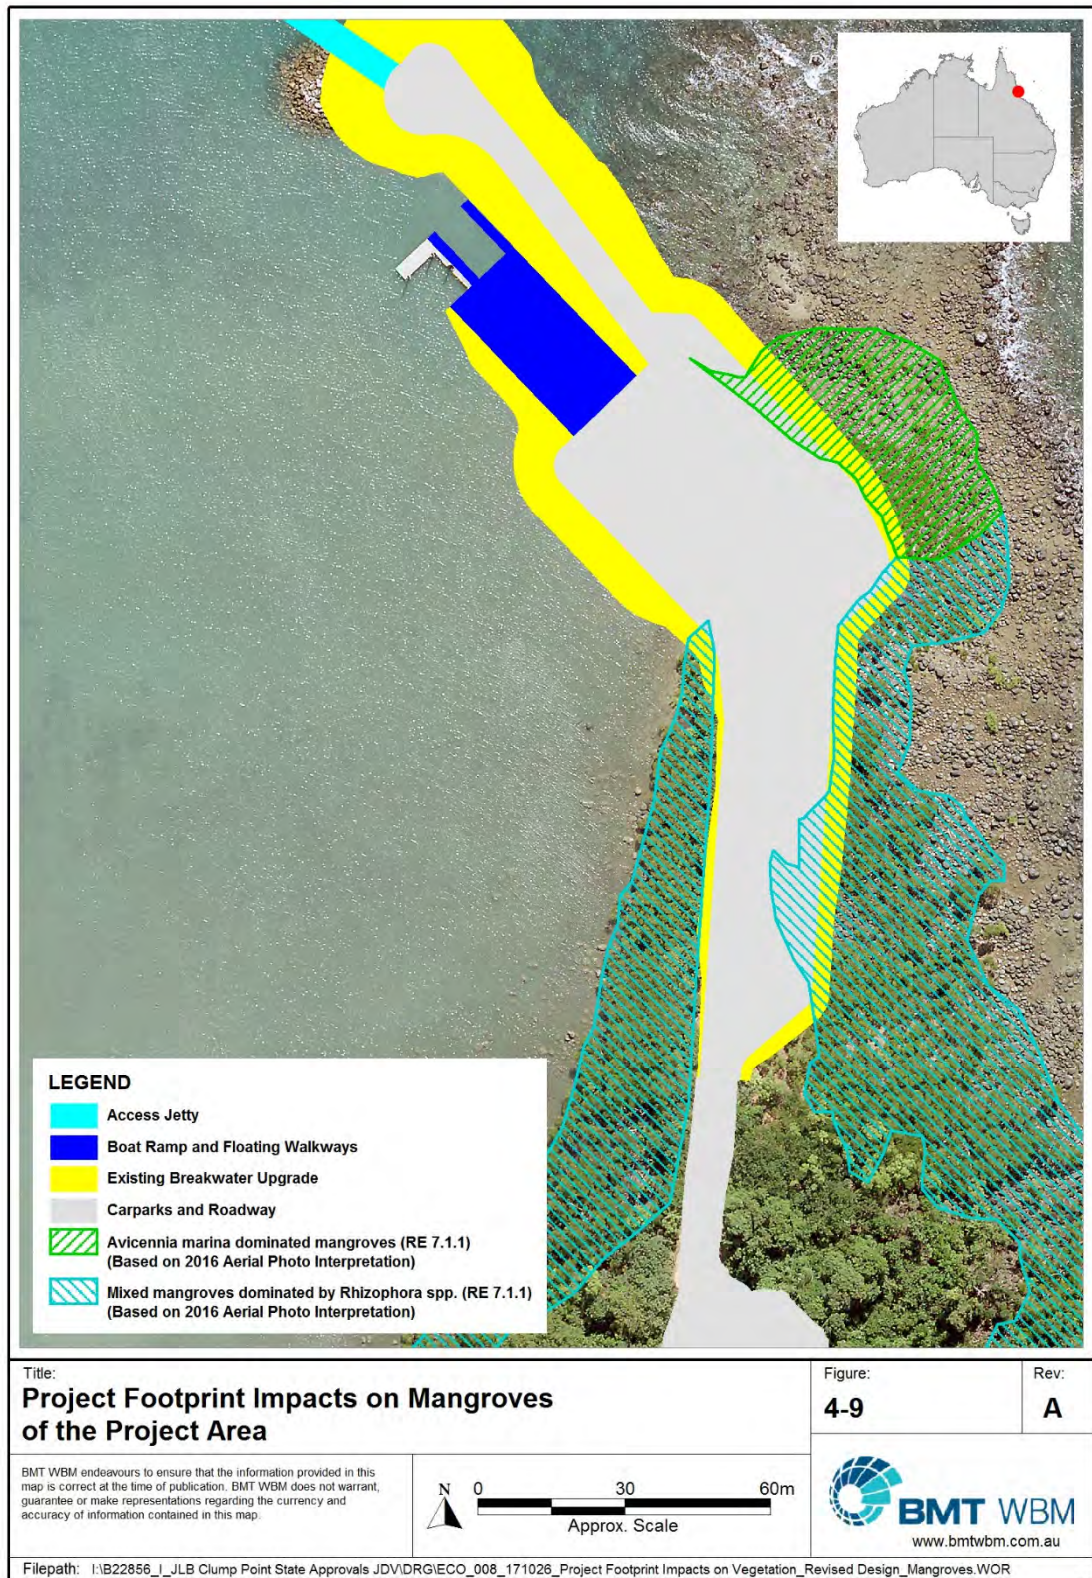 LEGEND
Access Jetty
Boat Ramp and Floating Walkways
Existing Breakwater Upgrade
Carparks and Roadway
Avicennia marina dominated mangroves (RE 7.1.1)
(Based on 2016 Aerial Photo Interpretation)
Mixed mangroves dominated by Rhizophora spp. (RE 7.1.1)
(Based on 2016 Aerial Photo Interpretation)
Title:
Project Footprint Impacts on Mangroves
of the Project Area
Figure:
4-9
Rev:
A
BMT WBM endeavours to ensure that the information provided in this
map is correct at the time of publication. BMT WBM does not warrant,
guarantee or make representations regarding the currency and
accuracy of information contained in this map.
N
0 30 60m
Approx. Scale
BMT WBM
www.bmtwbm.com.au
Filepath: I:\B22856_I_JLB Clump Point State Approvals JDV\DRG\ECO_008_171026_Project Footprint Impacts on Vegetation_Revised Design_Mangroves.WOR